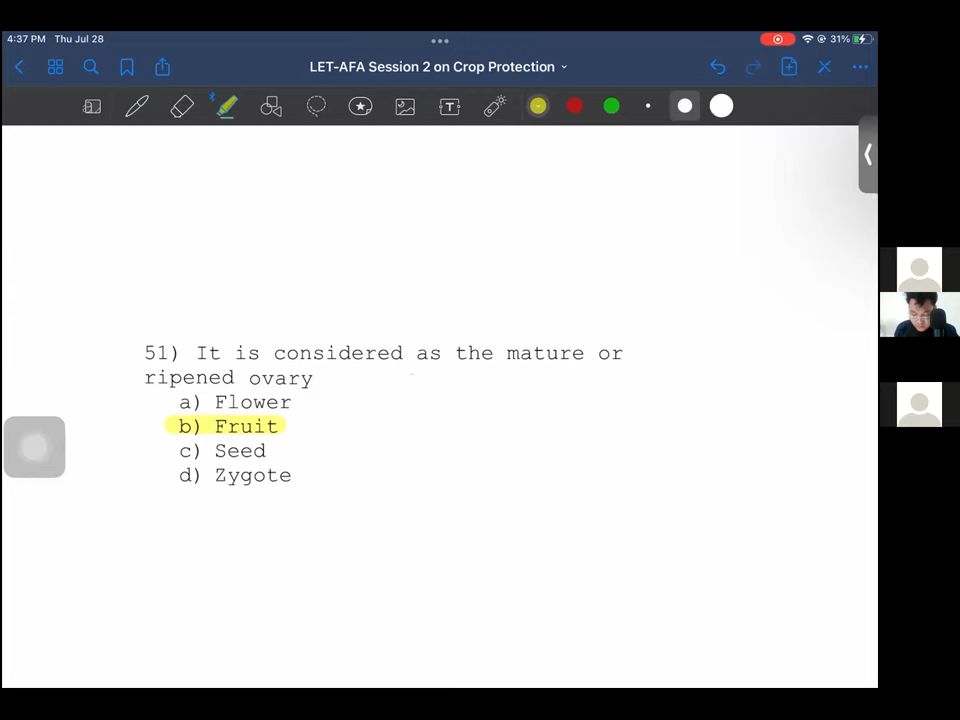 4:37 PM Thu Jul 28
31%
LET-AFA Session 2 on Crop Protection
51) It is considered as the mature or
ripened ovary
a) Flower
b) Fruit
c) Seed
d) Zygote